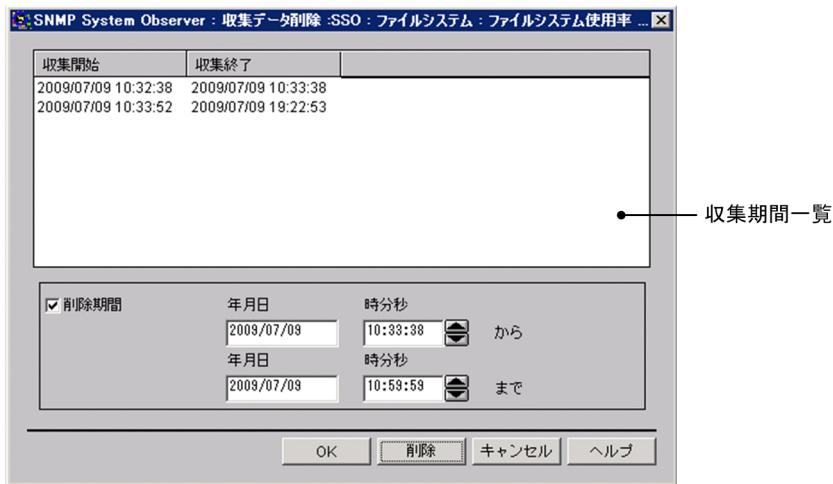 SNMP System Observer : 収集データ削除 :SSO : ファイルシステム : ファイルシステム使用率 ...
収集開始 収集終了
2009/07/09 10:32:38 2009/07/09 10:33:38
2009/07/09 10:33:52 2009/07/09 19:22:53
収集期間一覧
削除期間 年月日 時分秒
2009/07/09 10:33:38 から
年月日 時分秒
2009/07/09 10:59:59 まで
OK 削除 キャンセル ヘルプ